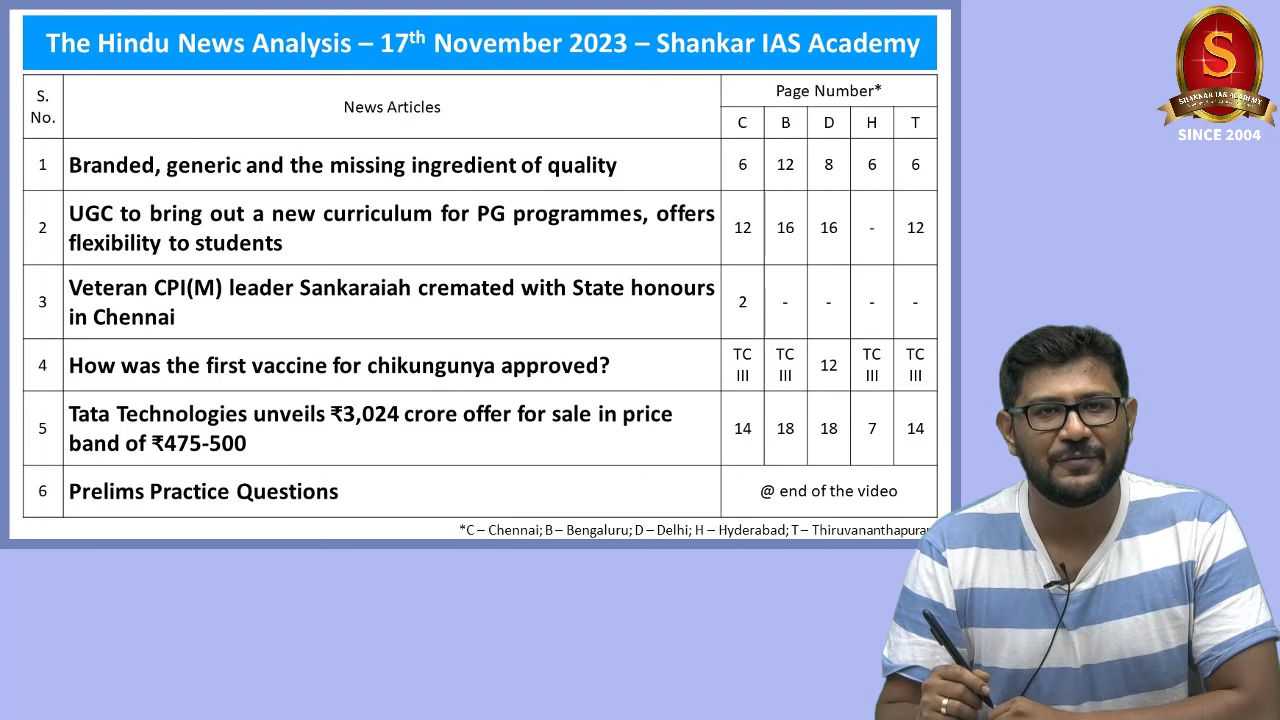 The Hindu News Analysis – 17th November 2023 – Shankar IAS Academy
S. No.
News Articles
Page Number*
C B D H T
1 Branded, generic and the missing ingredient of quality 6 12 8 6 6
2 UGC to bring out a new curriculum for PG programmes, offers
flexibility to students 12 16 16 - 12
3 Veteran CPI(M) leader Sankaraiah cremated with State honours
in Chennai 2 - - - -
4 How was the first vaccine for chikungunya approved? TC III TC III 12 TC III TC III
5 Tata Technologies unveils ₹3,024 crore offer for sale in price
band of ₹475-500 14 18 18 7 14
6 Prelims Practice Questions @ end of the video
*C – Chennai; B – Bengaluru; D – Delhi; H – Hyderabad; T – Thiruvananthapuram
S
SHANKAR IAS ACADEMY
SINCE 2004